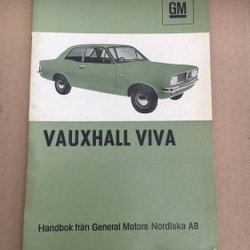 GM
VAUXHALL VIVA
Handbok från General Motors Nordiska AB